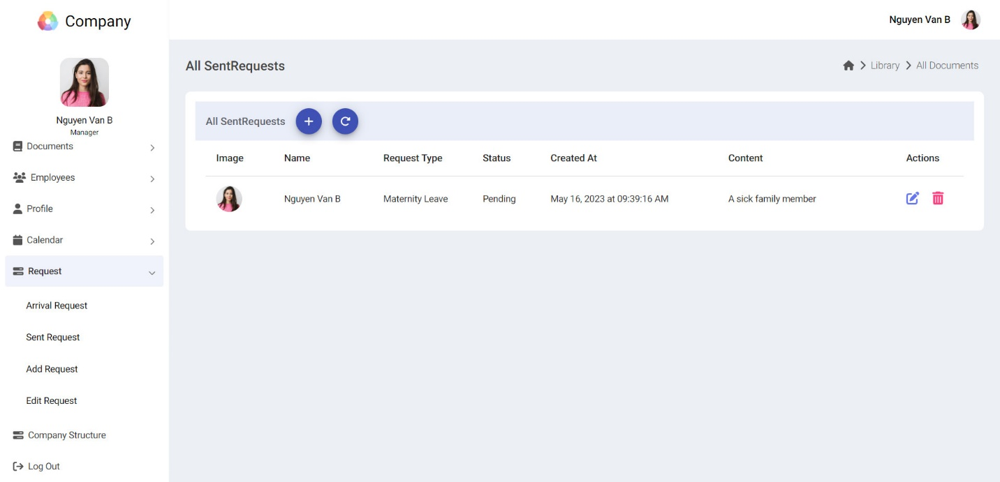 Company
Nguyen Van B
Nguyen Van B
Manager
Documents
Employees
Profile
Calendar
Request
Arrival Request
Sent Request
Add Request
Edit Request
Company Structure
Log Out
All SentRequests
Library
All Documents
All SentRequests
Image Name Request Type Status Created At Content Actions
Nguyen Van B Maternity Leave Pending May 16, 2023 at 09:39:16 AM A sick family member